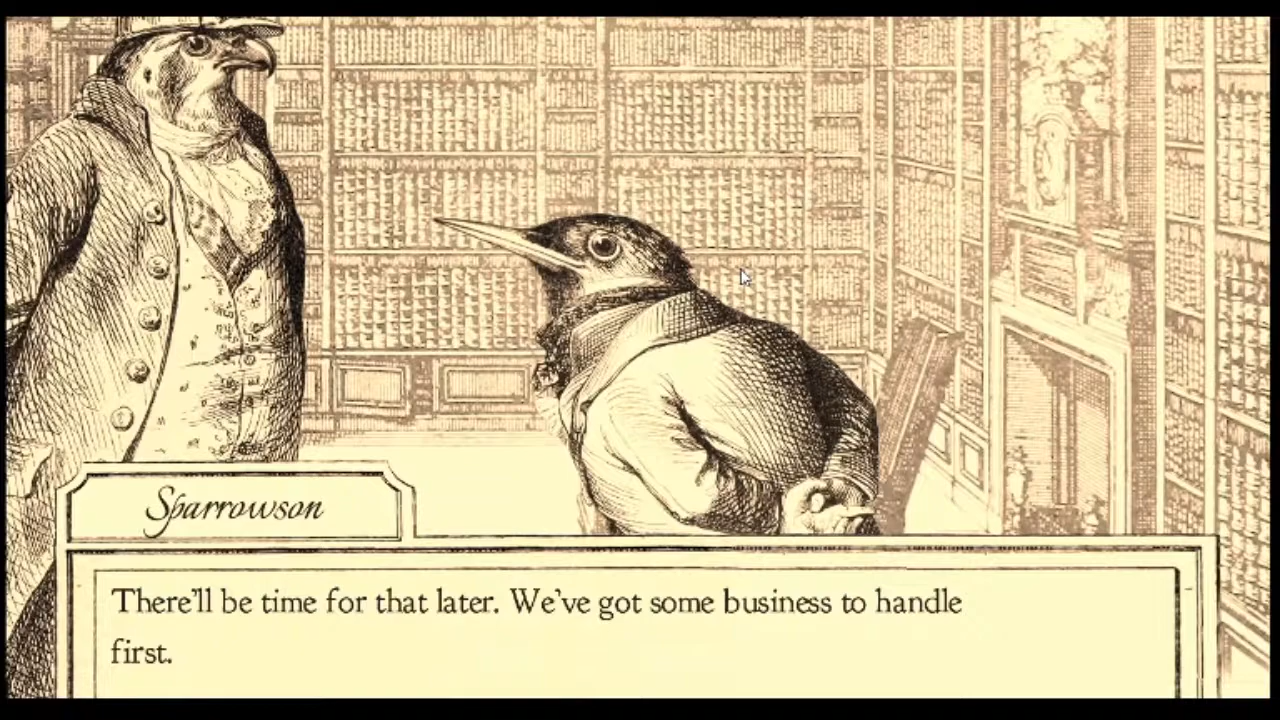 Sparrowson
There'll be time for that later. We've got some business to handle
first.